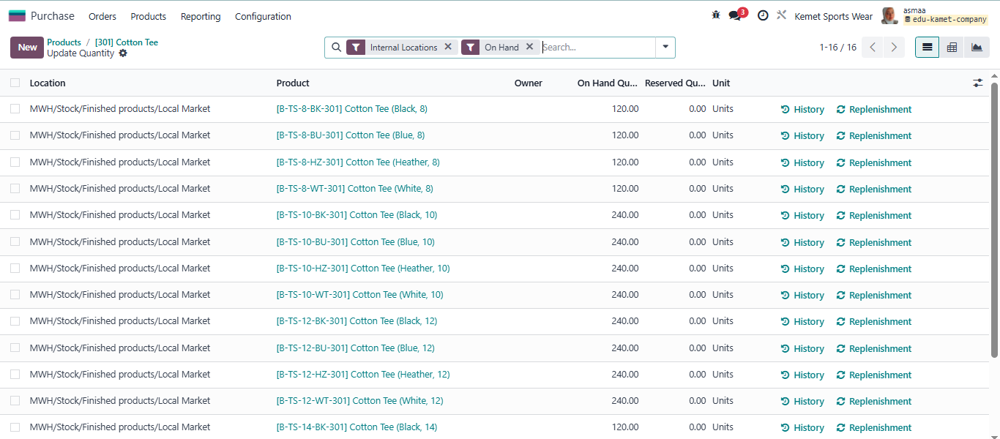 Purchase Orders Products Reporting Configuration 3 Kemet Sports Wear asmaa
edu-kamet-company
New Products / [301] Cotton Tee
Update Quantity
Internal Locations On Hand Search...
1-16 / 16
Location Product Owner On Hand Qu... Reserved Qu... Unit
MWH/Stock/Finished products/Local Market [B-TS-8-BK-301] Cotton Tee (Black, 8) 120.00 0.00 Units History Replenishment
MWH/Stock/Finished products/Local Market [B-TS-8-BU-301] Cotton Tee (Blue, 8) 120.00 0.00 Units History Replenishment
MWH/Stock/Finished products/Local Market [B-TS-8-HZ-301] Cotton Tee (Heather, 8) 120.00 0.00 Units History Replenishment
MWH/Stock/Finished products/Local Market [B-TS-8-WT-301] Cotton Tee (White, 8) 120.00 0.00 Units History Replenishment
MWH/Stock/Finished products/Local Market [B-TS-10-BK-301] Cotton Tee (Black, 10) 240.00 0.00 Units History Replenishment
MWH/Stock/Finished products/Local Market [B-TS-10-BU-301] Cotton Tee (Blue, 10) 240.00 0.00 Units History Replenishment
MWH/Stock/Finished products/Local Market [B-TS-10-HZ-301] Cotton Tee (Heather, 10) 240.00 0.00 Units History Replenishment
MWH/Stock/Finished products/Local Market [B-TS-10-WT-301] Cotton Tee (White, 10) 240.00 0.00 Units History Replenishment
MWH/Stock/Finished products/Local Market [B-TS-12-BK-301] Cotton Tee (Black, 12) 240.00 0.00 Units History Replenishment
MWH/Stock/Finished products/Local Market [B-TS-12-BU-301] Cotton Tee (Blue, 12) 240.00 0.00 Units History Replenishment
MWH/Stock/Finished products/Local Market [B-TS-12-HZ-301] Cotton Tee (Heather, 12) 240.00 0.00 Units History Replenishment
MWH/Stock/Finished products/Local Market [B-TS-12-WT-301] Cotton Tee (White, 12) 240.00 0.00 Units History Replenishment
MWH/Stock/Finished products/Local Market [B-TS-14-BK-301] Cotton Tee (Black, 14) 120.00 0.00 Units History Replenishment